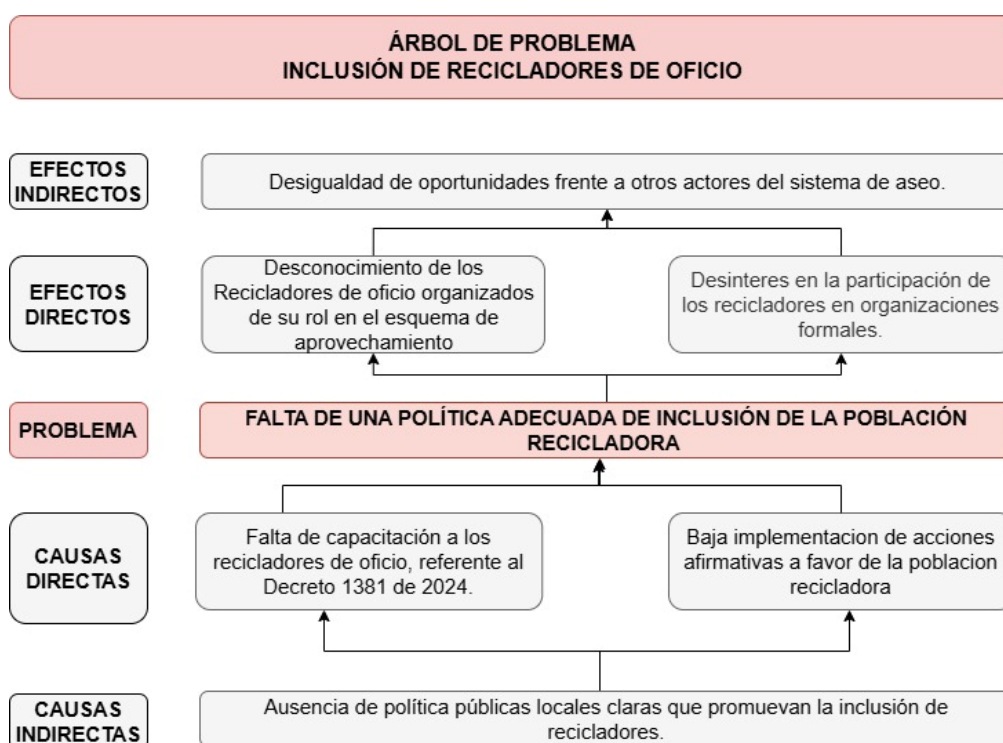 ÁRBOL DE PROBLEMA
INCLUSIÓN DE RECICLADORES DE OFICIO
EFECTOS
INDIRECTOS
Desigualdad de oportunidades frente a otros actores del sistema de aseo.
EFECTOS
DIRECTOS
Desconocimiento de los
Recicladores de oficio organizados
de su rol en el esquema de
aprovechamiento
Desinteres en la participación de
los recicladores en organizaciones
formales.
PROBLEMA
FALTA DE UNA POLÍTICA ADECUADA DE INCLUSIÓN DE LA POBLACIÓN
RECICLADORA
CAUSAS
DIRECTAS
Falta de capacitación a los
recicladores de oficio, referente al
Decreto 1381 de 2024.
Baja implementacion de acciones
afirmativas a favor de la poblacion
recicladora
CAUSAS
INDIRECTAS
Ausencia de política públicas locales claras que promuevan la inclusión de
recicladores.